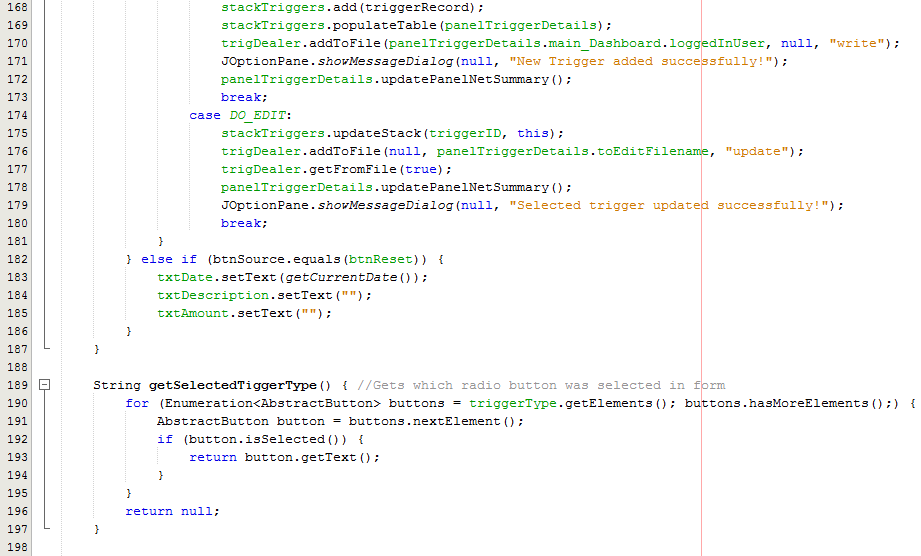 168 stackTriggers.add(triggerRecord);
169 stackTriggers.populateTable(panelTriggerDetails);
170 trigDealer.addToFile(panelTriggerDetails.main_Dashboard.loggedInUser, null, "write");
171 JOptionPane.showMessageDialog(null, "New Trigger added successfully!");
172 panelTriggerDetails.updatePanelNetSummary();
173 break;
174 case DO_EDIT:
175 stackTriggers.updateStack(triggerID, this);
176 trigDealer.addToFile(null, panelTriggerDetails.toEditFilename, "update");
177 trigDealer.getFromFile(true);
178 panelTriggerDetails.updatePanelNetSummary();
179 JOptionPane.showMessageDialog(null, "Selected trigger updated successfully!");
180 break;
181 }
182 } else if (btnSource.equals(btnReset)) {
183 txtDate.setText(getCurrentDate());
184 txtDescription.setText("");
185 txtAmount.setText("");
186 }
187 }
188
189 String getSelectedTiggerType() { //Gets which radio button was selected in form
190 for (Enumeration<AbstractButton> buttons = triggerType.getElements(); buttons.hasMoreElements();) {
191 AbstractButton button = buttons.nextElement();
192 if (button.isSelected()) {
193 return button.getText();
194 }
195 }
196 return null;
197 }
198